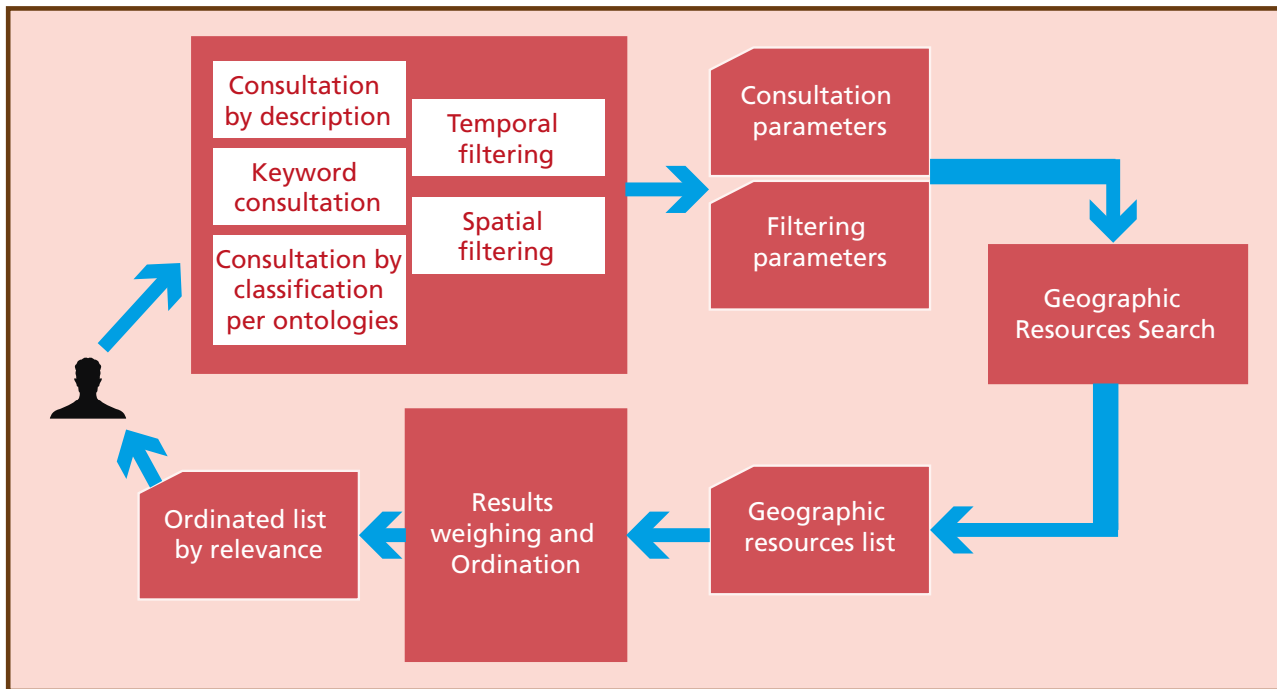 Consultation
by description
Keyword
consultation
Consultation by
classification
per ontologies
Temporal
filtering
Spatial
filtering
Consultation
parameters
Filtering
parameters
Geographic
Resources Search
Geographic
resources list
Results
weighing and
Ordination
Ordinated list
by relevance